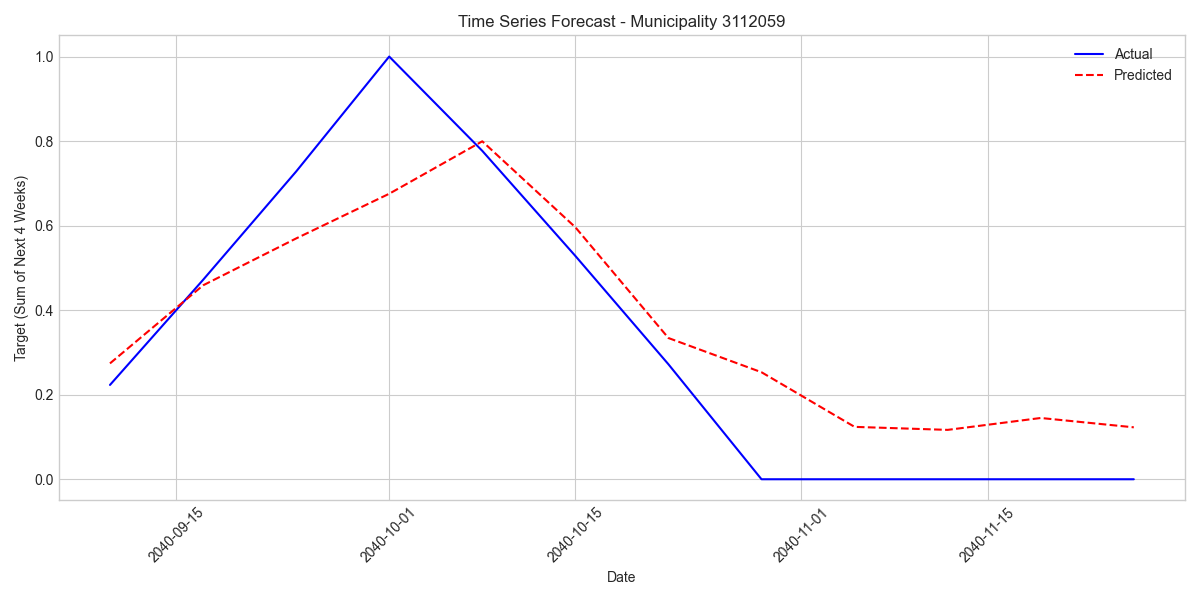 Time Series Forecast - Municipality 3112059
Actual
Predicted
Target (Sum of Next 4 Weeks)
1.0
0.8
0.6
0.4
0.2
0.0
2040-09-15
2040-10-01
2040-10-15
2040-11-01
2040-11-15
Date